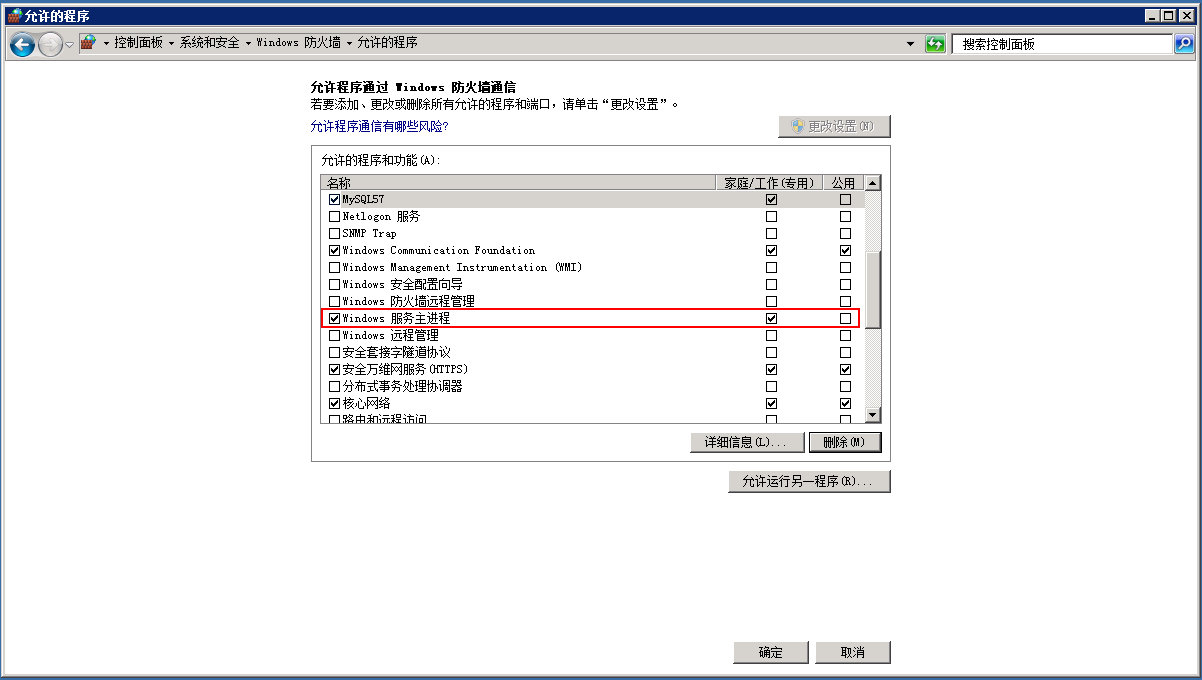 允许的程序
控制面板 系统和安全 Windows 防火墙 允许的程序
搜索控制面板
允许程序通过 Windows 防火墙通信
若要添加、更改或删除所有允许的程序和端口，请单击“更改设置”。
允许程序通信有哪些风险?
更改设置(N)
允许的程序和功能(A):
名称 家庭/工作(专用) 公用
MySQL57
Netlogon 服务
SNMP Trap
Windows Communication Foundation
Windows Management Instrumentation (WMI)
Windows 安全配置向导
Windows 防火墙远程管理
Windows 服务主进程
Windows 远程管理
安全套接字隧道协议
安全万维网服务(HTTPS)
分布式事务处理协调器
核心网络
路由和远程访问
详细信息(L)... 删除(M)
允许运行另一程序(R)...
确定 取消